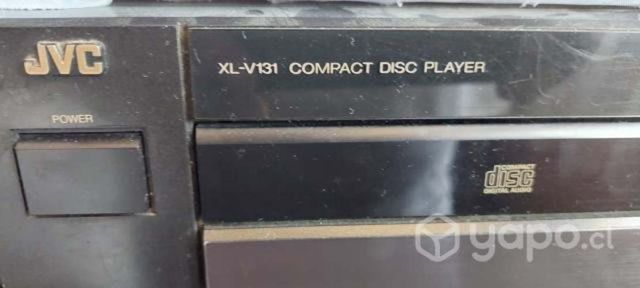 JVC
XL-V131 COMPACT DISC PLAYER
POWER
COMPACT
disc
DIGITAL AUDIO
yapo.cl